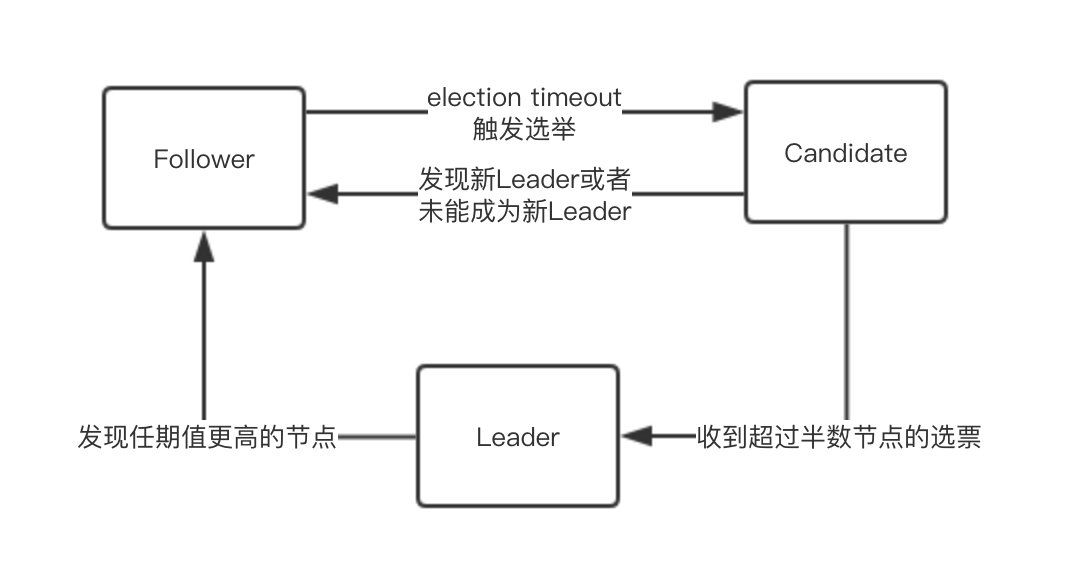 election timeout
触发选举
Follower
Candidate
发现新Leader或者
未能成为新Leader
发现任期值更高的节点
Leader
收到超过半数节点的选票